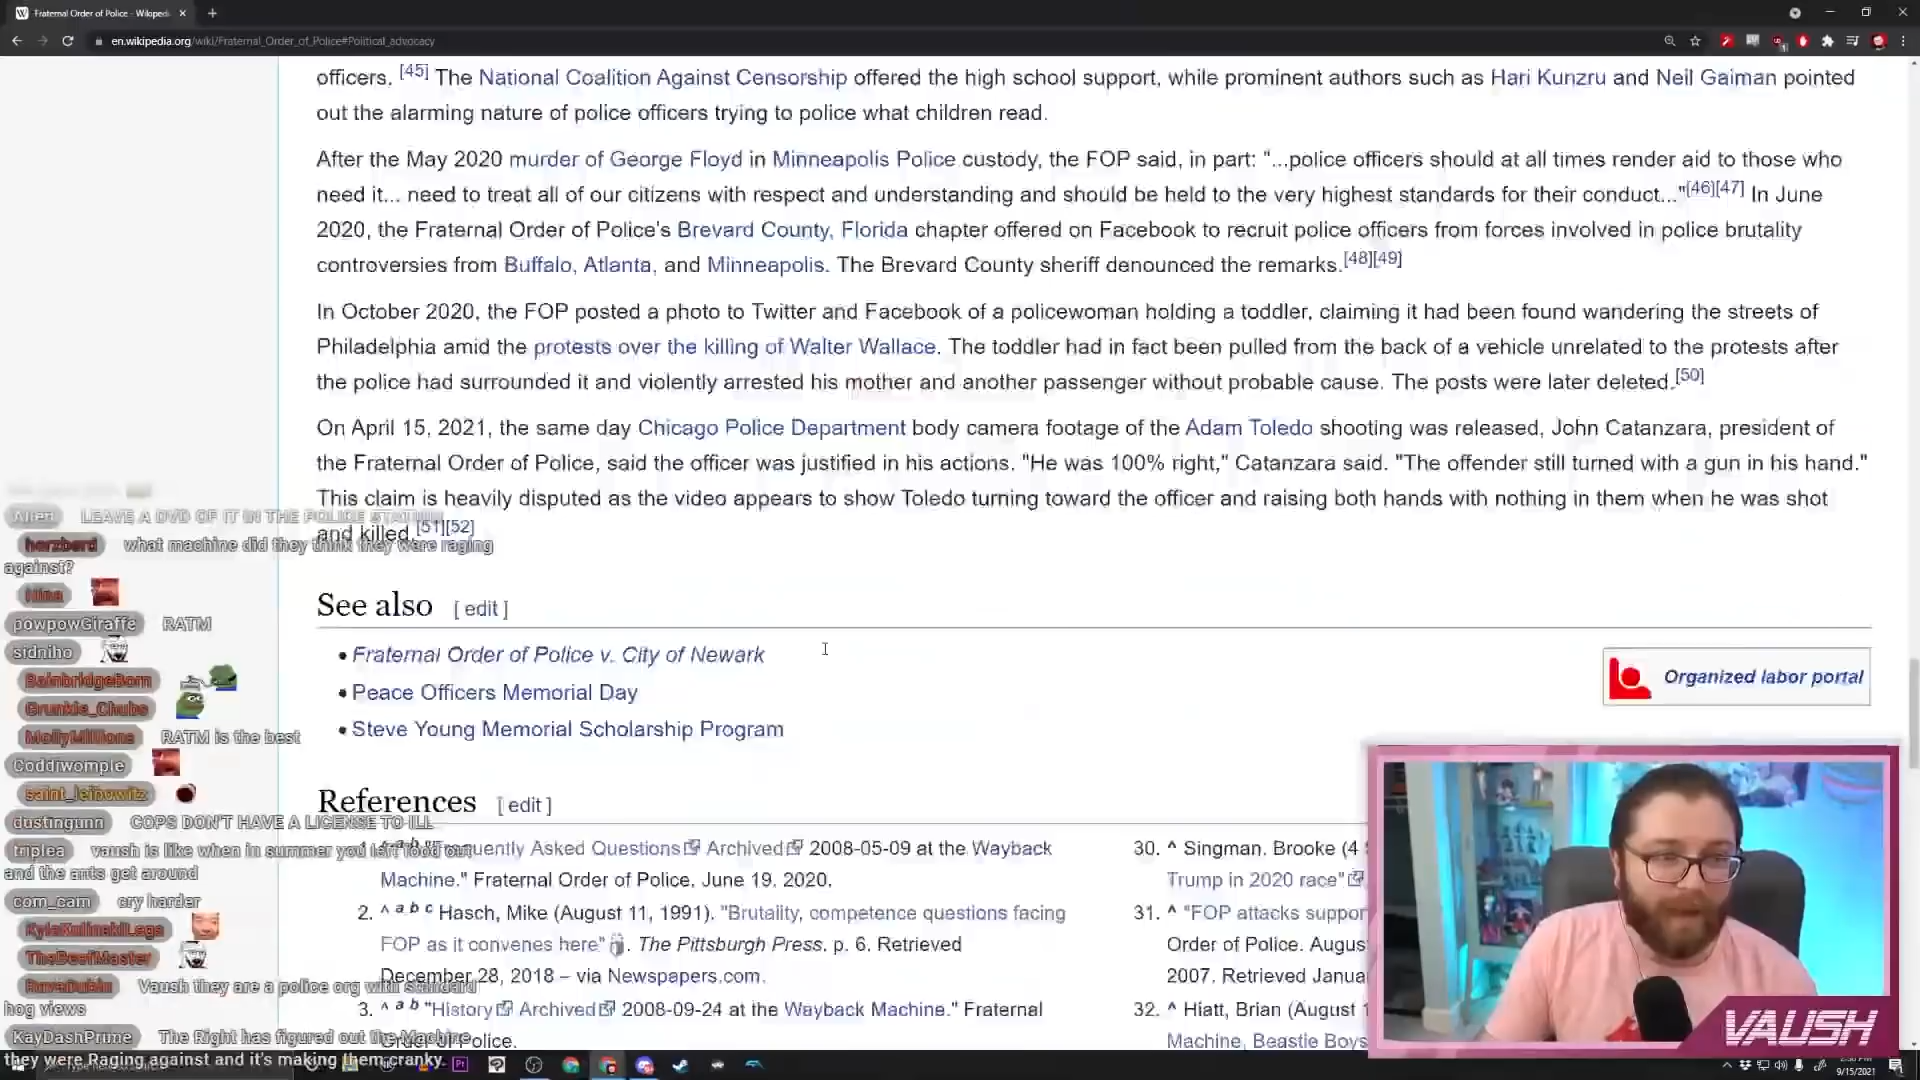 Fraternal Order of Police - Wikiped
en.wikipedia.org/wiki/Fraternal_Order_of_Police#Political_advocacy
officers. [45] The National Coalition Against Censorship offered the high school support, while prominent authors such as Hari Kunzru and Neil Gaiman pointed
out the alarming nature of police officers trying to police what children read.
After the May 2020 murder of George Floyd in Minneapolis Police custody, the FOP said, in part: "...police officers should at all times render aid to those who
need it... need to treat all of our citizens with respect and understanding and should be held to the very highest standards for their conduct..."[46][47] In June
2020, the Fraternal Order of Police's Brevard County, Florida chapter offered on Facebook to recruit police officers from forces involved in police brutality
controversies from Buffalo, Atlanta, and Minneapolis. The Brevard County sheriff denounced the remarks.[48][49]
In October 2020, the FOP posted a photo to Twitter and Facebook of a policewoman holding a toddler, claiming it had been found wandering the streets of
Philadelphia amid the protests over the killing of Walter Wallace. The toddler had in fact been pulled from the back of a vehicle unrelated to the protests after
the police had surrounded it and violently arrested his mother and another passenger without probable cause. The posts were later deleted.[50]
On April 15, 2021, the same day Chicago Police Department body camera footage of the Adam Toledo shooting was released, John Catanzara, president of
the Fraternal Order of Police, said the officer was justified in his actions. "He was 100% right," Catanzara said. "The offender still turned with a gun in his hand."
This claim is heavily disputed as the video appears to show Toledo turning toward the officer and raising both hands with nothing in them when he was shot
and killed.[51][52]
See also [ edit ]
• Fraternal Order of Police v. City of Newark
• Peace Officers Memorial Day
• Steve Young Memorial Scholarship Program
Organized labor portal
References [ edit ]
Frequently Asked Questions Archived 2008-05-09 at the Wayback
Machine." Fraternal Order of Police. June 19, 2020.
2. ^ a b c Hasch, Mike (August 11, 1991). "Brutality, competence questions facing
FOP as it convenes here" . The Pittsburgh Press. p. 6. Retrieved
December 28, 2018 – via Newspapers.com.
3. ^ a b "History Archived 2008-09-24 at the Wayback Machine." Fraternal
Order of Police.
30. ^ Singman, Brooke (4
Trump in 2020 race"
31. ^ "FOP attacks suppor
Order of Police. Augus
2007. Retrieved Janua
32. ^ Hiatt, Brian (August 1
Machine, Beastie Boys
LEAVE A DVD OF IT IN THE POLICE STATION
herzberd what machine did they think they were raging
against?
Hina
powpowGiraffe RATM
sidniho
BainbridgeBorn
Grunkle_Chubs
MollyMillions RATM is the best
Coddiwomple
saint_leibowitz
dustingunn COPS DON'T HAVE A LICENSE TO ILL
triplea vaush is like when in summer you left food out
and the ants get around
com_cam cry harder
KyleKulinskiLegs
TheBeefMaster
Vaush they are a police org with standard
hog views
KayDashPrune The Right has figured out the Machine
they were Raging against and it's making them cranky
VAUSH
9/15/2021